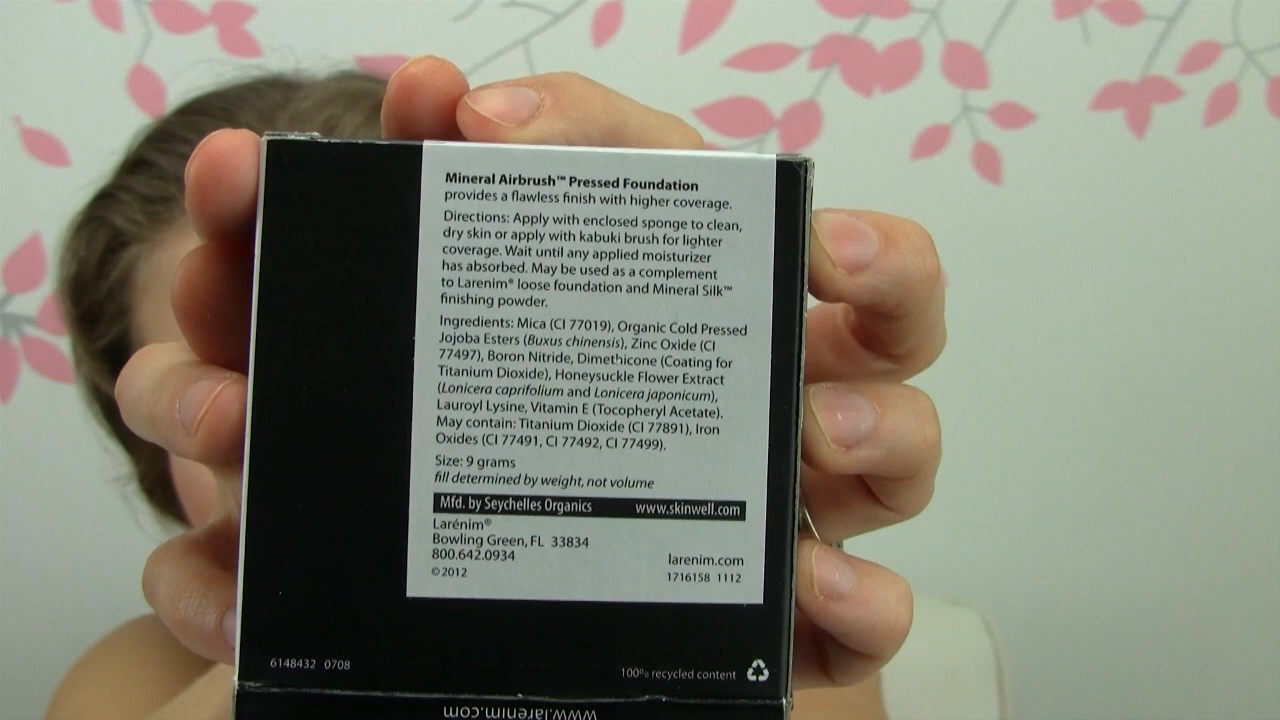 Mineral Airbrush™ Pressed Foundation
provides a flawless finish with higher coverage.
Directions: Apply with enclosed sponge to clean,
dry skin or apply with kabuki brush for lighter
coverage. Wait until any applied moisturizer
has absorbed. May be used as a complement
to Larenim® loose foundation and Mineral Silk™
finishing powder.
Ingredients: Mica (CI 77019), Organic Cold Pressed
Jojoba Esters (Buxus chinensis), Zinc Oxide (CI
77497), Boron Nitride, Dimethicone (Coating for
Titanium Dioxide), Honeysuckle Flower Extract
(Lonicera caprifolium and Lonicera japonicum),
Lauroyl Lysine, Vitamin E (Tocopheryl Acetate).
May contain: Titanium Dioxide (CI 77891), Iron
Oxides (CI 77491, CI 77492, CI 77499).
Size: 9 grams
fill determined by weight, not volume
Mfd. by Seychelles Organics www.skinwell.com
Larénim®
Bowling Green, FL 33834
800.642.0934 larenim.com
©2012 1716158 1112
6148432 0708 100% recycled content
www.larenim.com